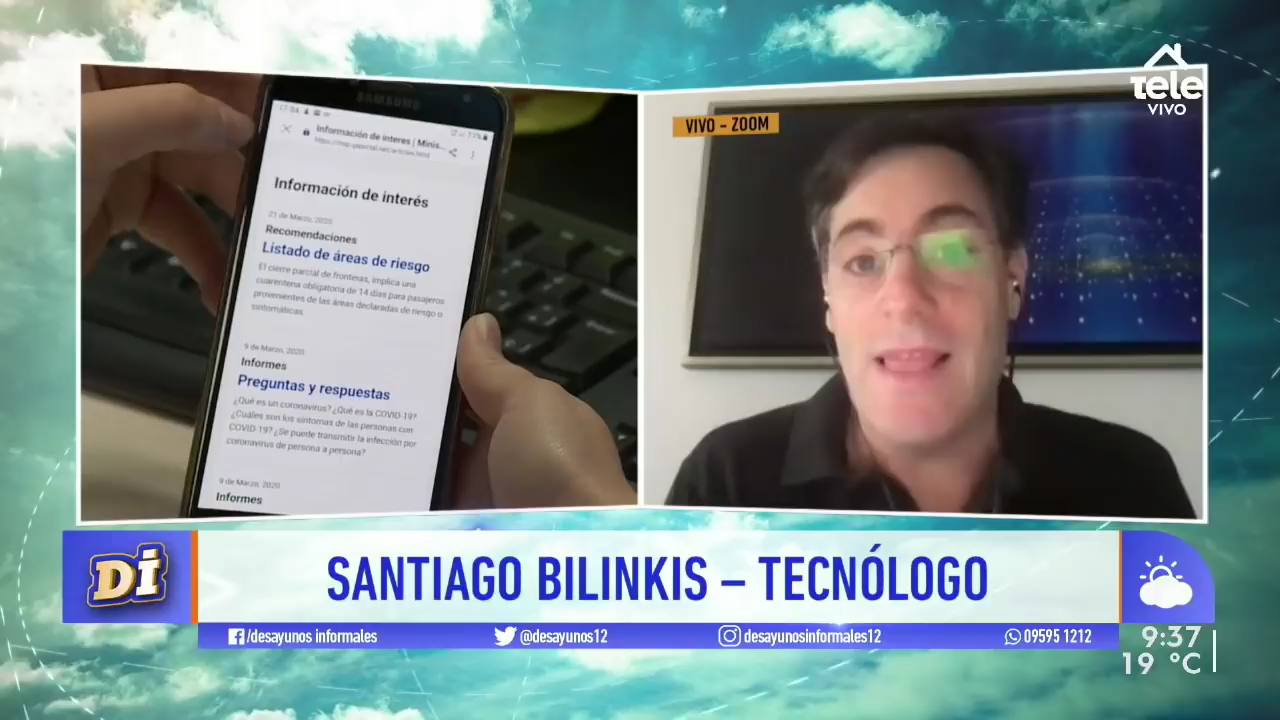 tele
VIVO
VIVO - ZOOM
SAMSUNG
Información de interes | Minis...
Información de interés
21 de Marzo, 2020
Recomendaciones
Listado de áreas de riesgo
El cierre parcial de fronteras, implica una
cuarentena obligatoria de 14 días para pasajeros
provenientes de las áreas declaradas de riesgo o
sintomáticas.
9 de Marzo, 2020
Informes
Preguntas y respuestas
¿Qué es un coronavirus? ¿Qué es la COVID-19?
¿Cuáles son los síntomas de las personas con
COVID-19? ¿Se puede transmitir la infección por
coronavirus de persona a persona?
9 de Marzo, 2020
Informes
Di
SANTIAGO BILINKIS – TECNÓLOGO
/desayunos informales
@desayunos12
desayunosinformales12
09595 1212
9:37
19 °C